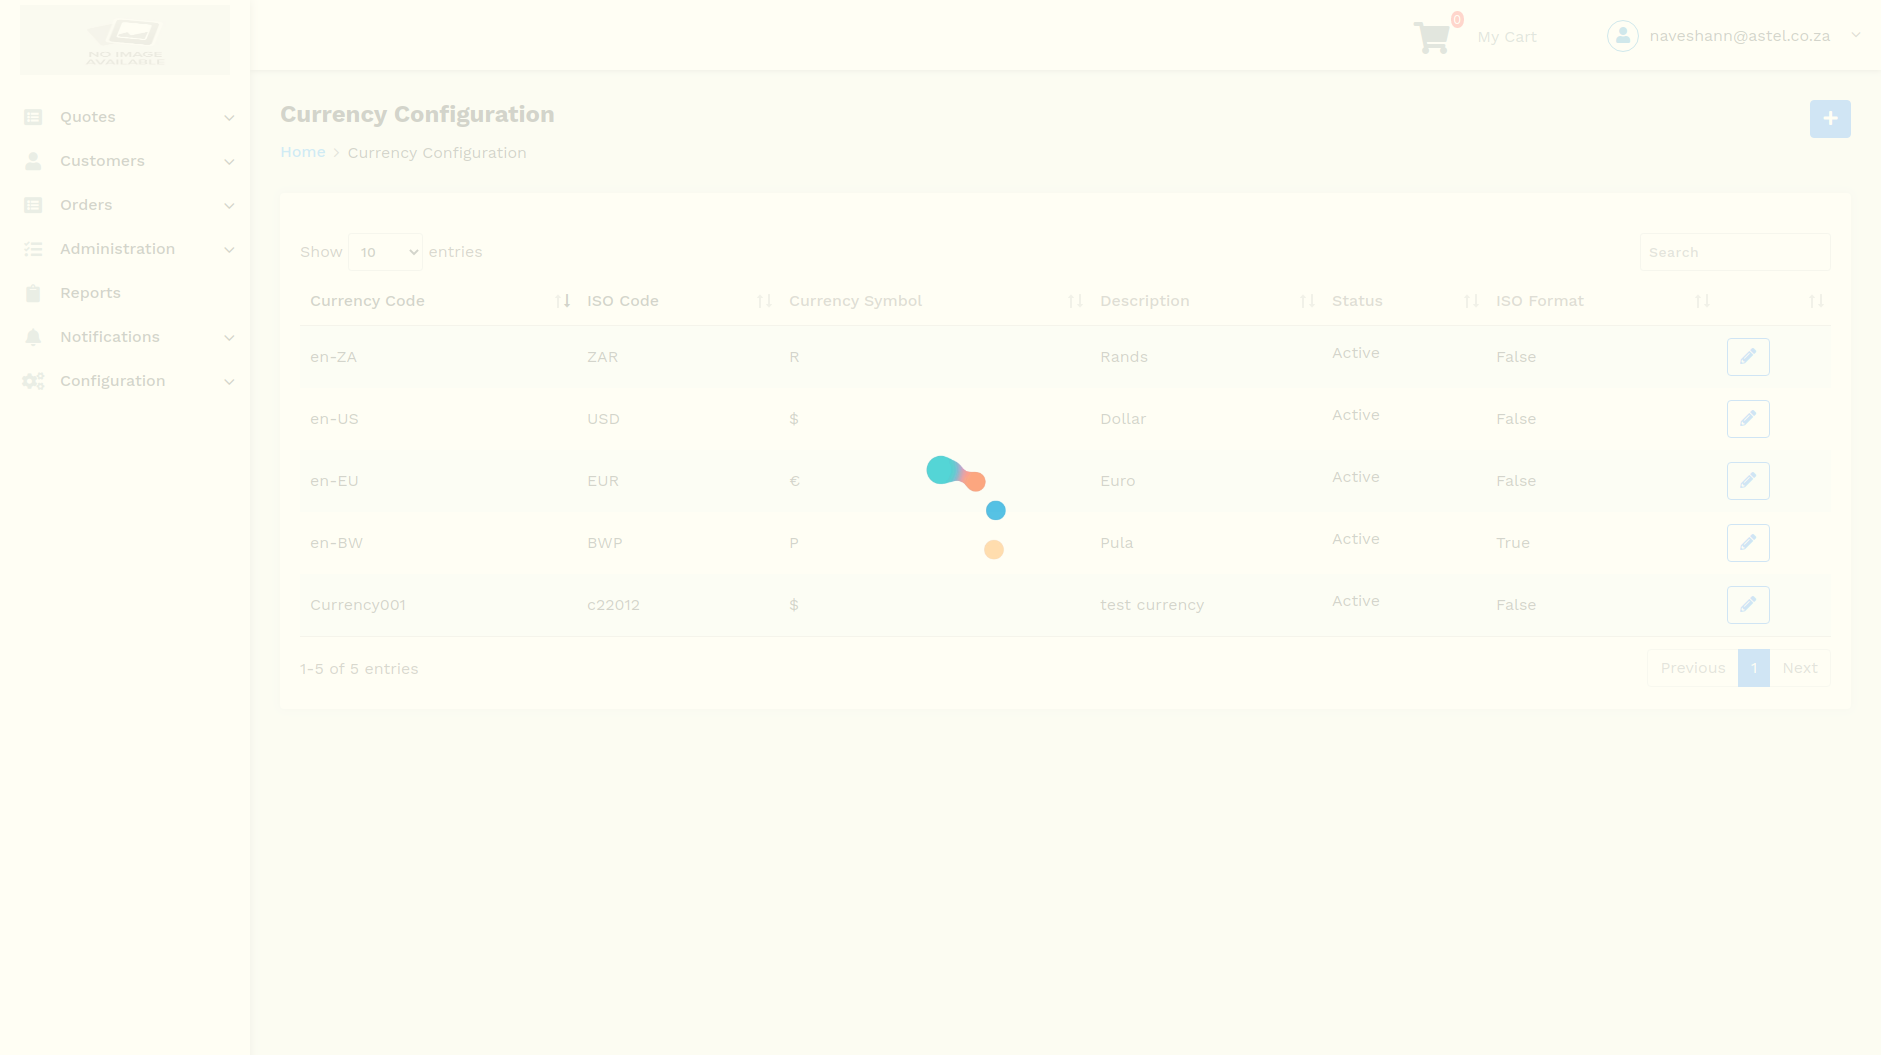 NO IMAGE
AVAILABLE
0
My Cart
naveshann@astel.co.za
Quotes
Customers
Orders
Administration
Reports
Notifications
Configuration
Currency Configuration
Home > Currency Configuration
Show 10 entries
Search
Currency Code ISO Code Currency Symbol Description Status ISO Format
en-ZA ZAR R Rands Active False
en-US USD $ Dollar Active False
en-EU EUR € Euro Active False
en-BW BWP P Pula Active True
Currency001 c22012 $ test currency Active False
1-5 of 5 entries
Previous 1 Next